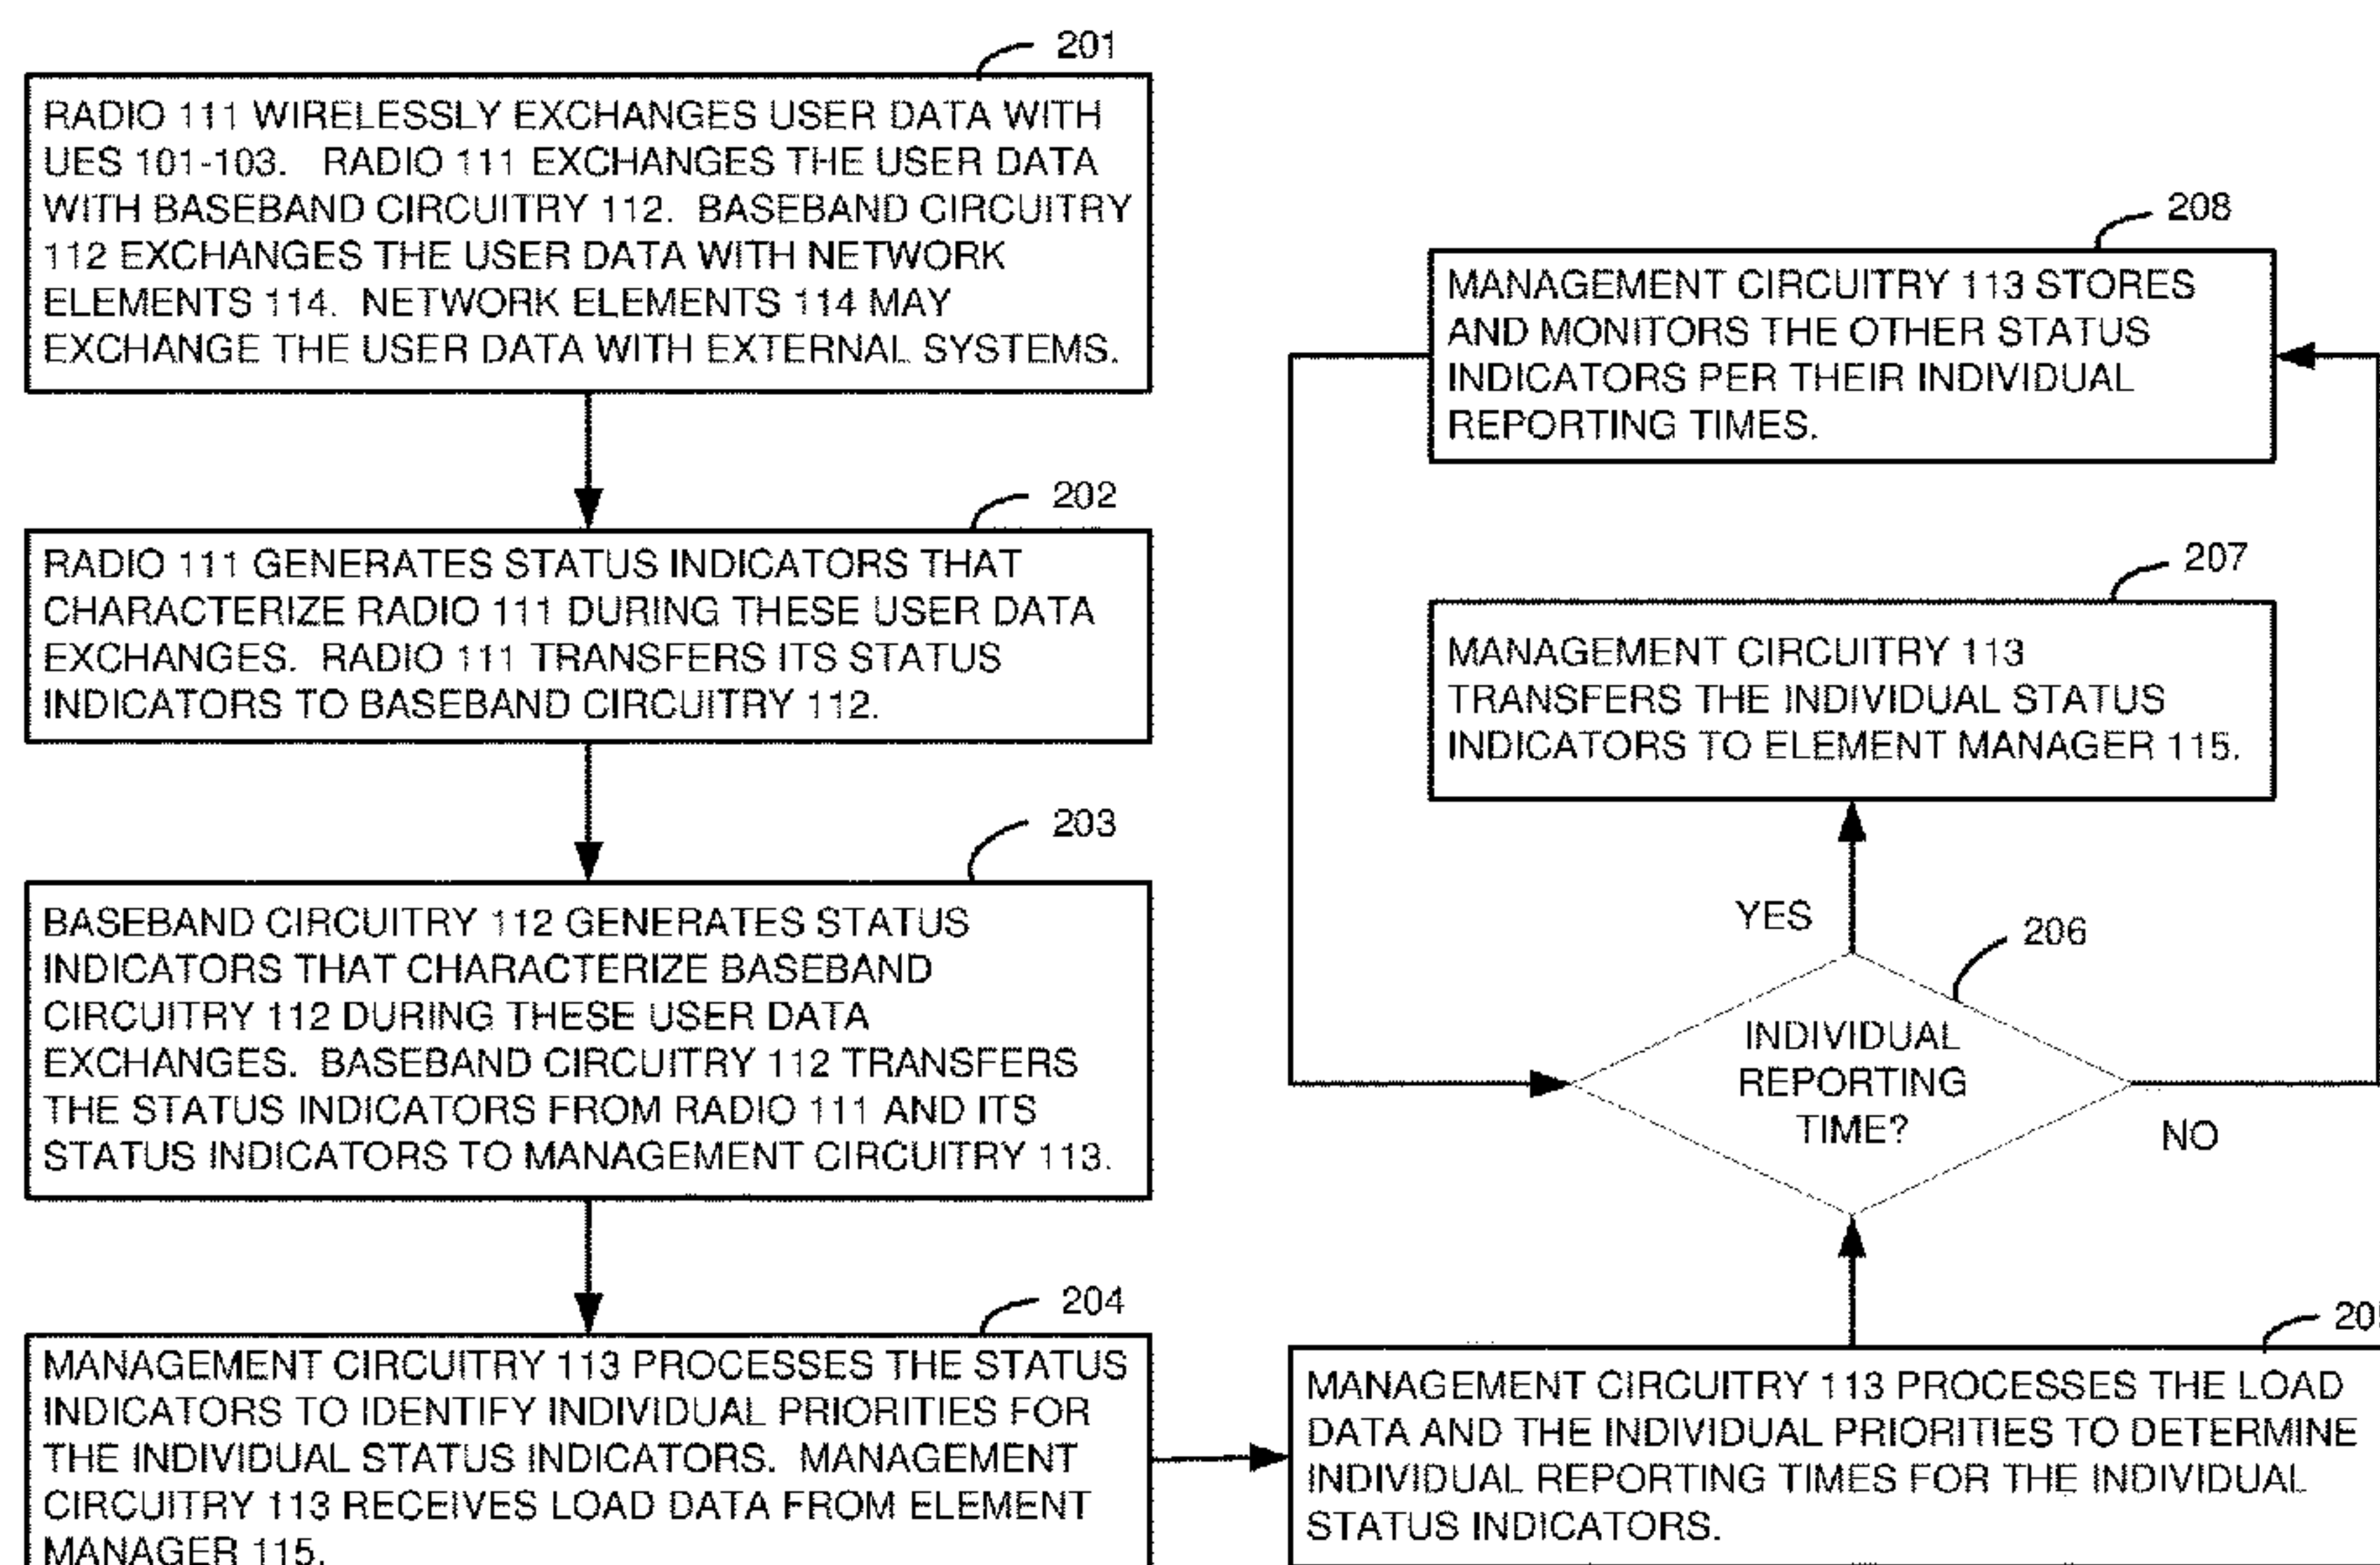 201
RADIO 111 WIRELESSLY EXCHANGES USER DATA WITH
UES 101-103. RADIO 111 EXCHANGES THE USER DATA
WITH BASEBAND CIRCUITRY 112. BASEBAND CIRCUITRY
112 EXCHANGES THE USER DATA WITH NETWORK
ELEMENTS 114. NETWORK ELEMENTS 114 MAY
EXCHANGE THE USER DATA WITH EXTERNAL SYSTEMS.
202
RADIO 111 GENERATES STATUS INDICATORS THAT
CHARACTERIZE RADIO 111 DURING THESE USER DATA
EXCHANGES. RADIO 111 TRANSFERS ITS STATUS
INDICATORS TO BASEBAND CIRCUITRY 112.
203
BASEBAND CIRCUITRY 112 GENERATES STATUS
INDICATORS THAT CHARACTERIZE BASEBAND
CIRCUITRY 112 DURING THESE USER DATA
EXCHANGES. BASEBAND CIRCUITRY 112 TRANSFERS
THE STATUS INDICATORS FROM RADIO 111 AND ITS
STATUS INDICATORS TO MANAGEMENT CIRCUITRY 113.
204
MANAGEMENT CIRCUITRY 113 PROCESSES THE STATUS
INDICATORS TO IDENTIFY INDIVIDUAL PRIORITIES FOR
THE INDIVIDUAL STATUS INDICATORS. MANAGEMENT
CIRCUITRY 113 RECEIVES LOAD DATA FROM ELEMENT
MANAGER 115.
208
MANAGEMENT CIRCUITRY 113 STORES
AND MONITORS THE OTHER STATUS
INDICATORS PER THEIR INDIVIDUAL
REPORTING TIMES.
207
MANAGEMENT CIRCUITRY 113
TRANSFERS THE INDIVIDUAL STATUS
INDICATORS TO ELEMENT MANAGER 115.
YES
206
INDIVIDUAL
REPORTING
TIME?
NO
MANAGEMENT CIRCUITRY 113 PROCESSES THE LOAD
DATA AND THE INDIVIDUAL PRIORITIES TO DETERMINE
INDIVIDUAL REPORTING TIMES FOR THE INDIVIDUAL
STATUS INDICATORS.